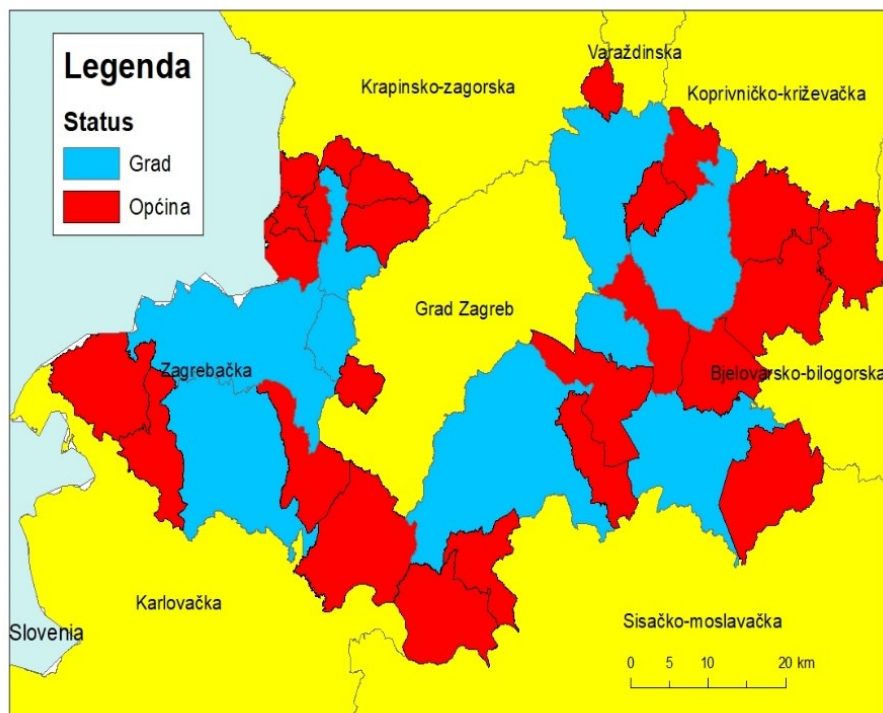 Legenda
Status
Grad
Općina
Varaždinska
Krapinsko-zagorska
Koprivničko-križevačka
Grad Zagreb
Zagrebačka
Bjelovarsko-bilogorska
Karlovačka
Slovenia
Sisačko-moslavačka
0 5 10 20 km